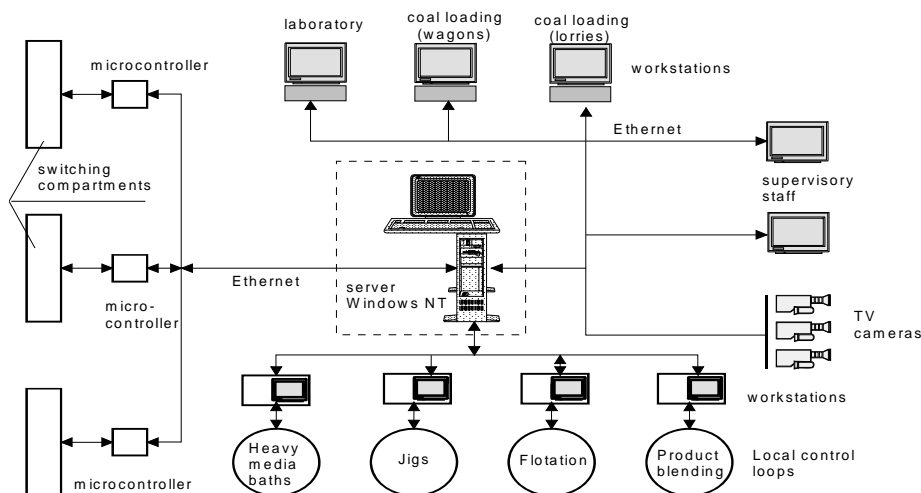 laboratory
coal loading
(wagons)
coal loading
(lorries)
microcontroller
workstations
Ethernet
switching
compartments
supervisory
staff
Ethernet
server
Windows NT
micro-
controller
TV
cameras
workstations
Heavy
media
baths
Jigs
Flotation
Product
blending
Local control
loops
microcontroller